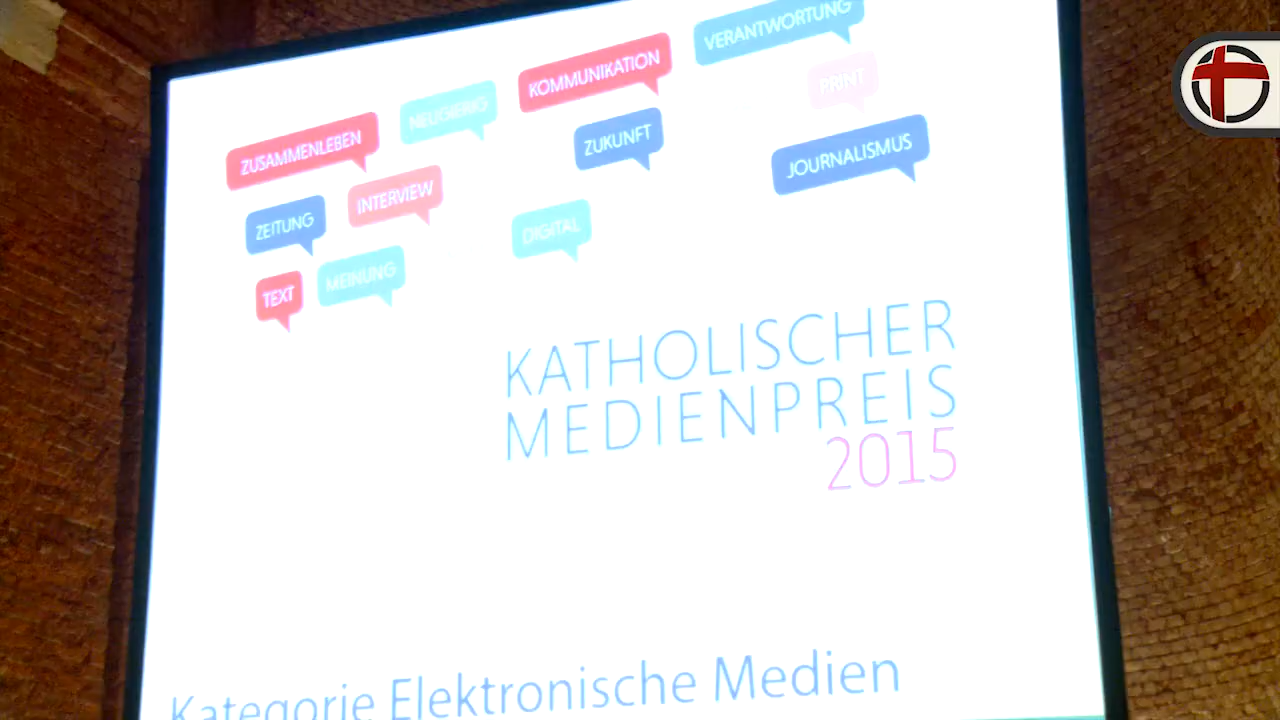 VERANTWORTUNG
KOMMUNIKATION
PRINT
NEUGIERIG
ZUSAMMENLEBEN
ZUKUNFT
JOURNALISMUS
INTERVIEW
ZEITUNG
DIGITAL
MEINUNG
TEXT
KATHOLISCHER
MEDIENPREIS
2015
Kategorie Elektronische Medien